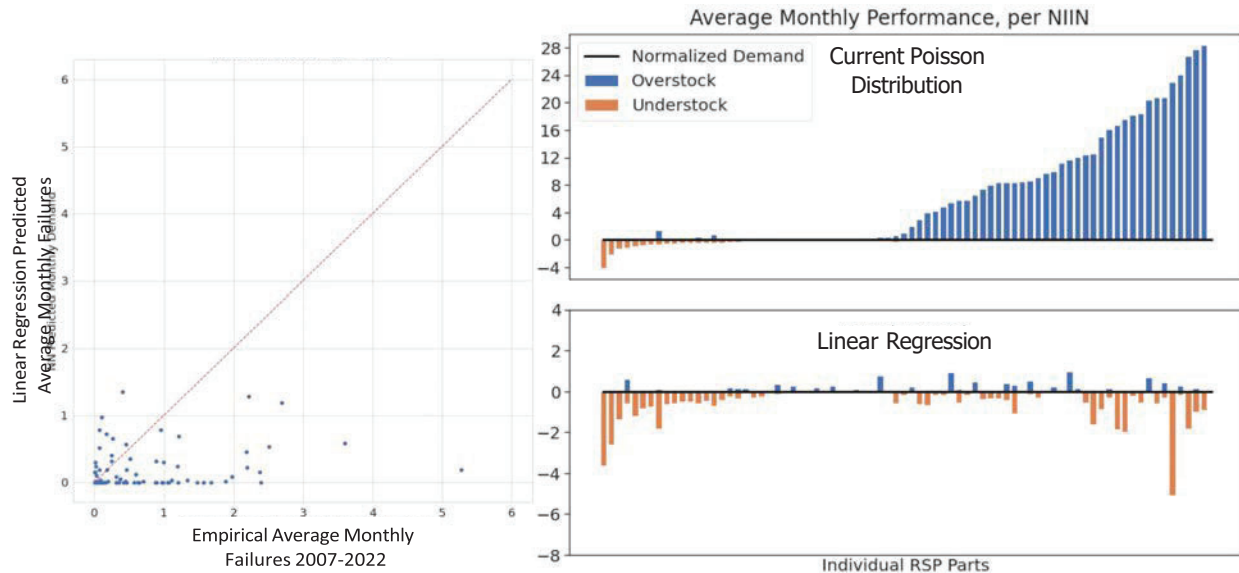 Linear Regression Predicted
Average Monthly Failures
Predicted Monthly Demand
6
5
4
3
2
1
0
0
1
2
3
4
5
6
Empirical Average Monthly
Failures 2007-2022
Average Monthly Performance, per NIIN
Normalized Demand
Overstock
Understock
Current Poisson
Distribution
28
24
20
16
12
8
4
0
−4
Linear Regression
4
2
0
−2
−4
−6
−8
Individual RSP Parts